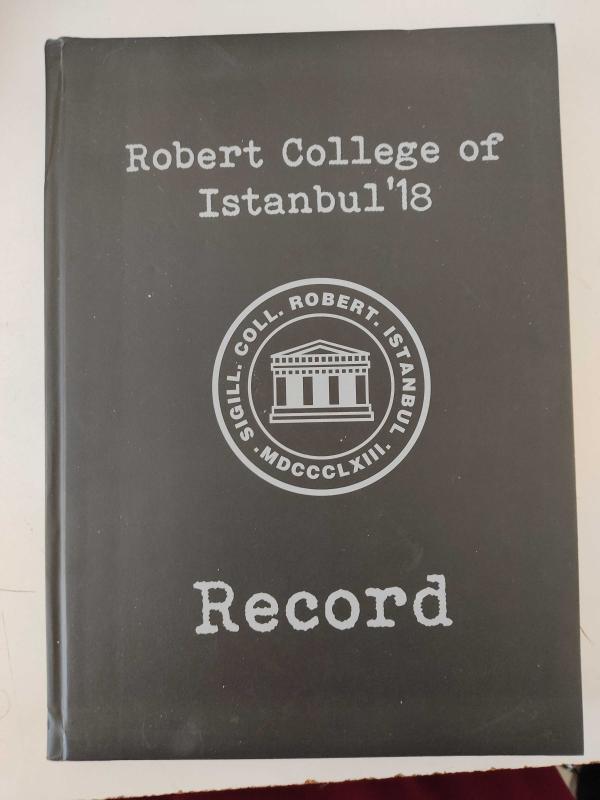 Robert College of
Istanbul'18
SIGILL. COLL. ROBERT. ISTANBUL
.MDCCCLXIII.
Record